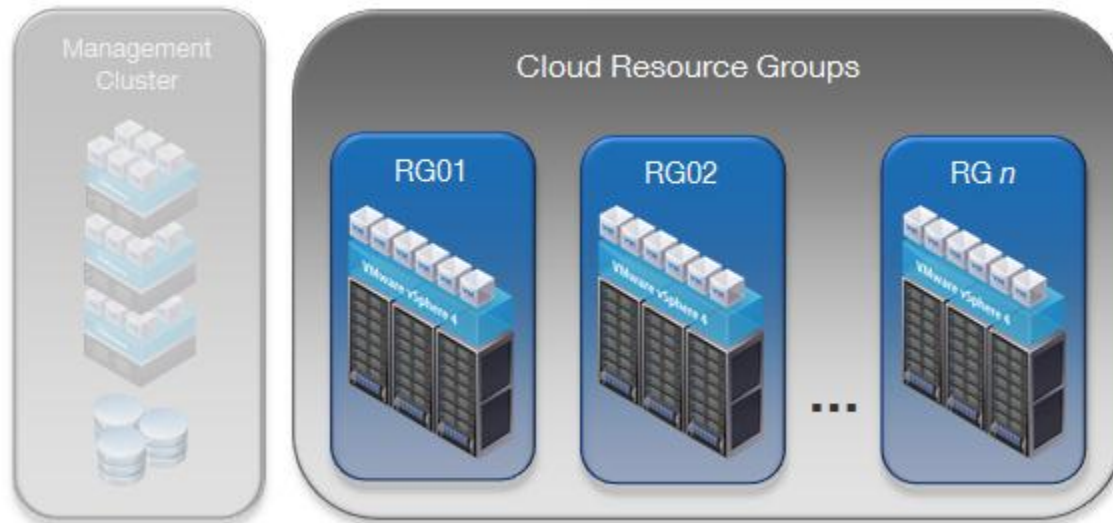 Management
Cluster
Cloud Resource Groups
RG01
RG02
RG n
VMware vSphere 4
VMware vSphere 4
VMware vSphere 4
...